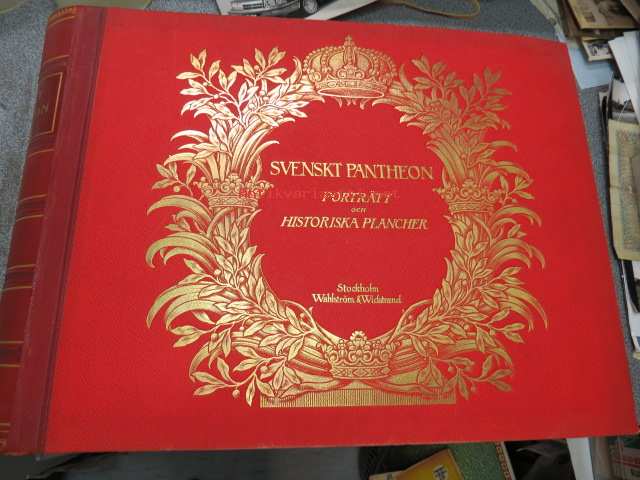 SVENSKT PANTHEON
PORTRÄTT
OCH
HISTORISKA PLANCHER
Stockholm
Wahlström & Widstrand